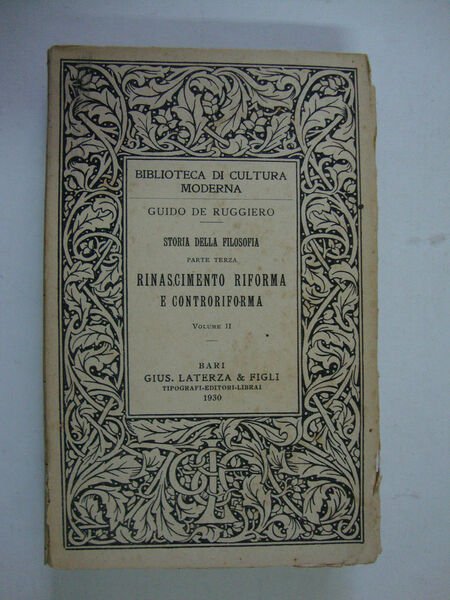 BIBLIOTECA DI CULTURA
MODERNA
GUIDO DE RUGGIERO
STORIA DELLA FILOSOFIA
PARTE TERZA
RINASCIMENTO RIFORMA
E CONTRORIFORMA
VOLUME II
BARI
GIUS. LATERZA & FIGLI
TIPOGRAFI-EDITORI-LIBRAI
1930